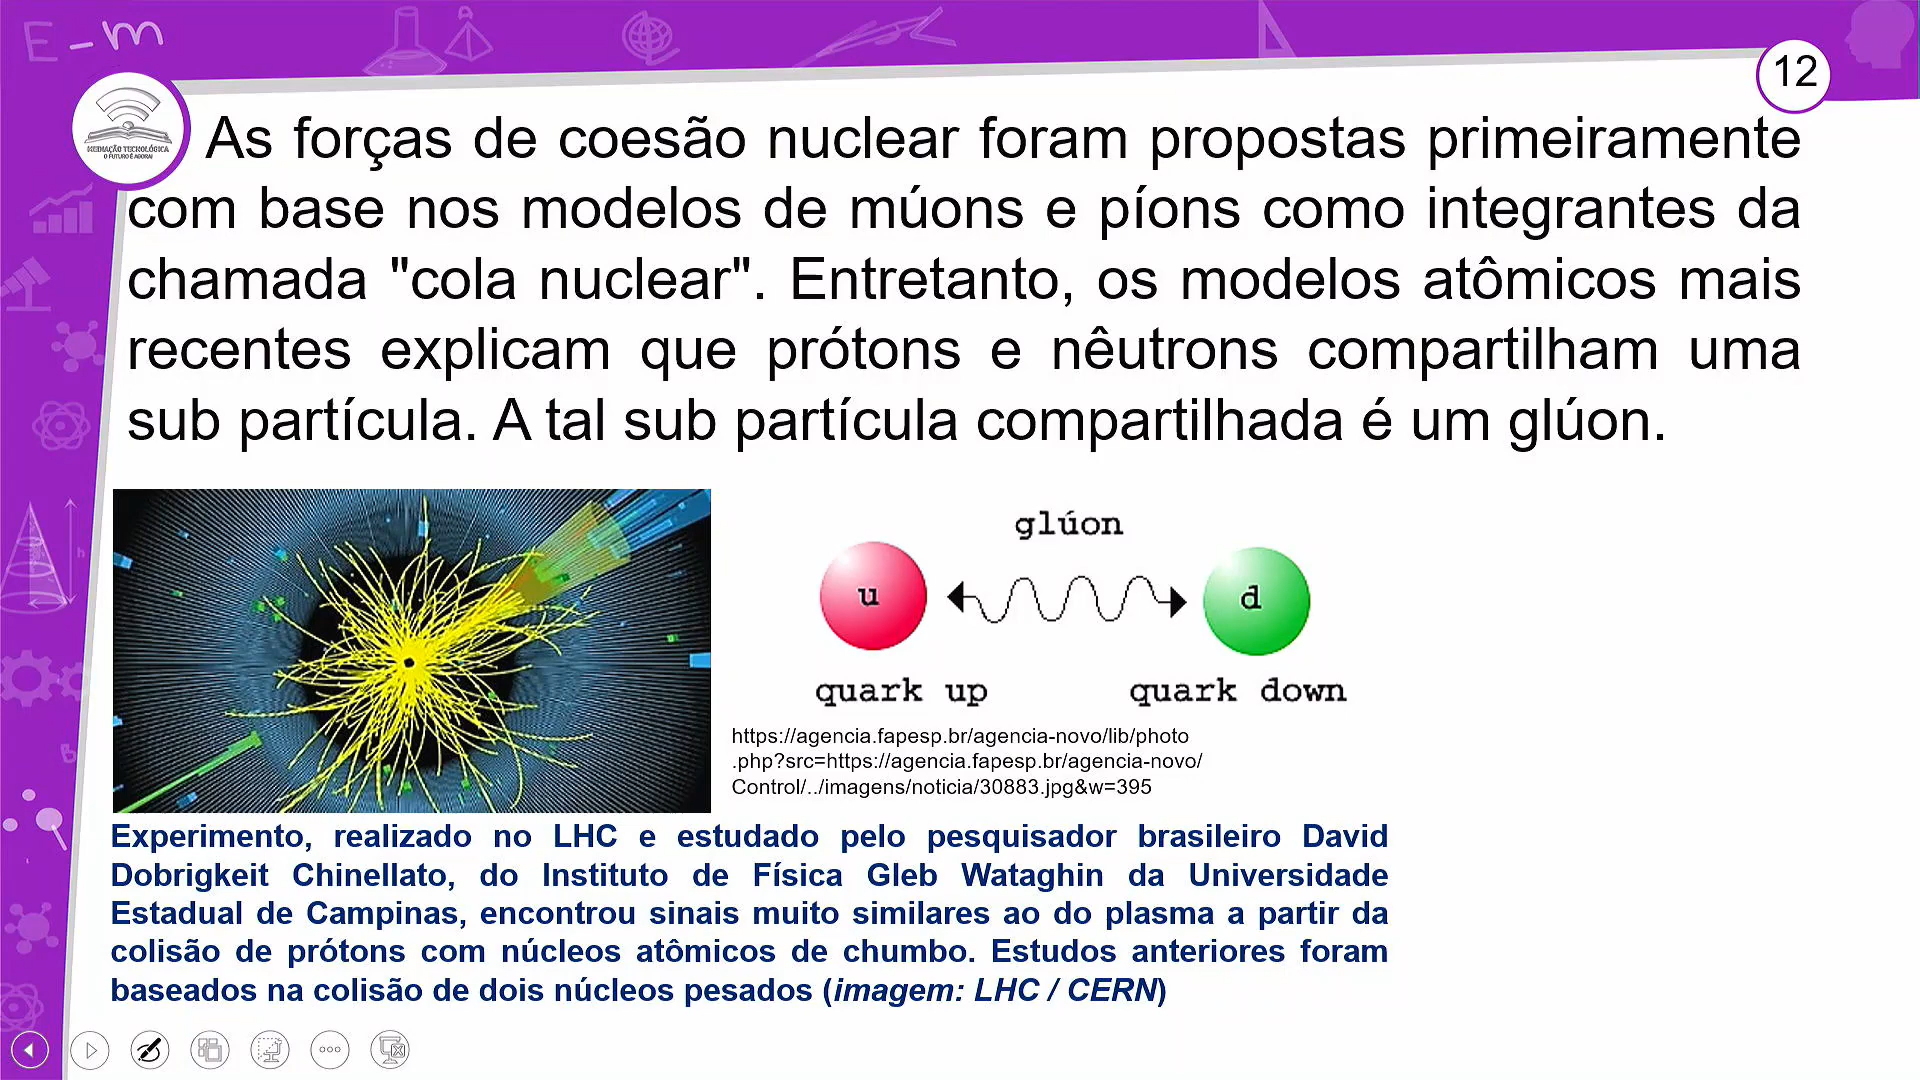 E-m
12
MEDIAÇÃO TECNOLÓGICA
O FUTURO É AGORA!
As forças de coesão nuclear foram propostas primeiramente
com base nos modelos de múons e píons como integrantes da
chamada "cola nuclear". Entretanto, os modelos atômicos mais
recentes explicam que prótons e nêutrons compartilham uma
sub partícula. A tal sub partícula compartilhada é um glúon.
glúon
u
d
quark up
quark down
https://agencia.fapesp.br/agencia-novo/lib/photo
.php?src=https://agencia.fapesp.br/agencia-novo/
Control/../imagens/noticia/30883.jpg&w=395
Experimento, realizado no LHC e estudado pelo pesquisador brasileiro David
Dobrigkeit Chinellato, do Instituto de Física Gleb Wataghin da Universidade
Estadual de Campinas, encontrou sinais muito similares ao do plasma a partir da
colisão de prótons com núcleos atômicos de chumbo. Estudos anteriores foram
baseados na colisão de dois núcleos pesados (imagem: LHC / CERN)